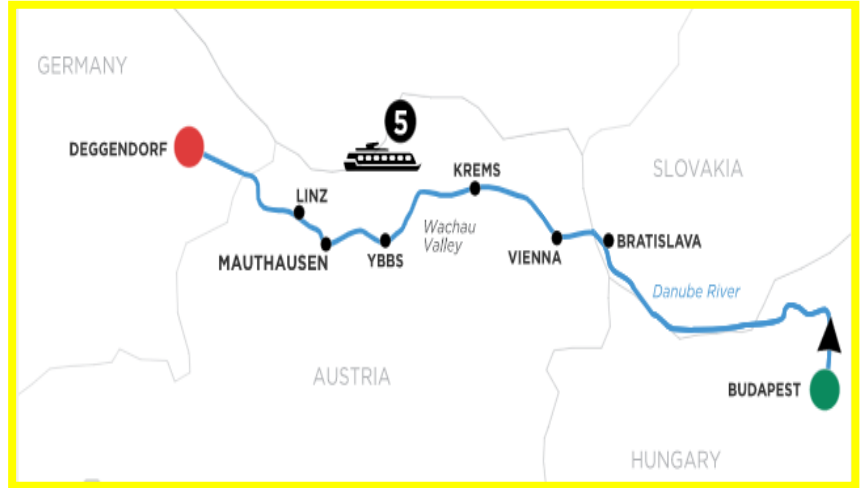 GERMANY
5
DEGGENDORF
KREMS
SLOVAKIA
LINZ
Wachau
Valley
MAUTHAUSEN
YBBS
VIENNA
BRATISLAVA
Danube River
AUSTRIA
BUDAPEST
HUNGARY